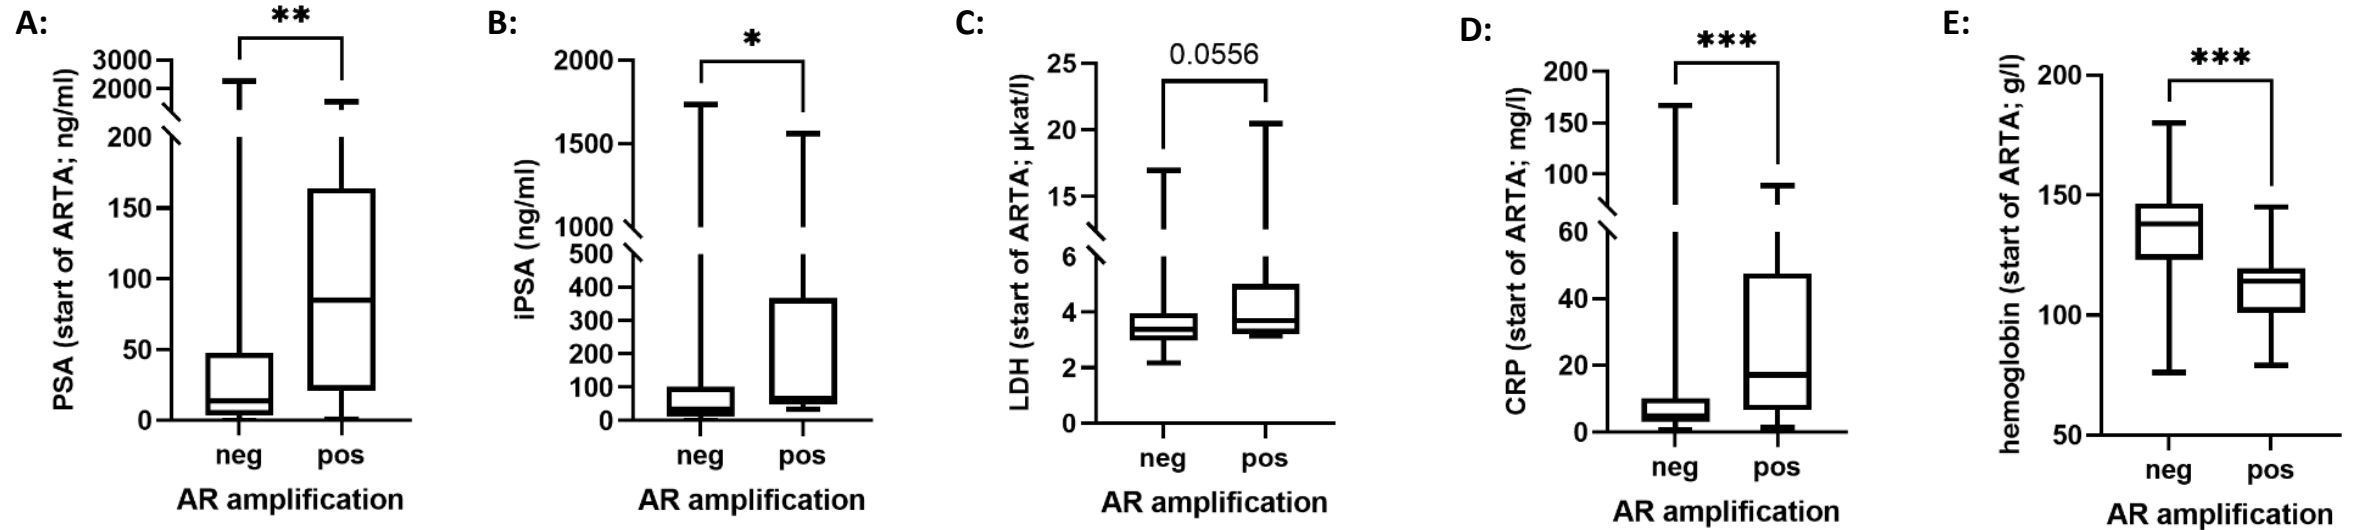 A:
**
PSA (start of ARTA; ng/ml)
3000
2000
200
150
100
50
0
neg
pos
AR amplification
B:
*
iPSA (ng/ml)
2000
1500
1000
500
400
300
200
100
0
neg
pos
AR amplification
C:
0.0556
LDH (start of ARTA; µkat/l)
25
20
15
6
4
2
0
neg
pos
AR amplification
D:
***
CRP (start of ARTA; mg/l)
200
150
100
60
40
20
0
neg
pos
AR amplification
E:
***
hemoglobin (start of ARTA; g/l)
200
150
100
50
neg
pos
AR amplification